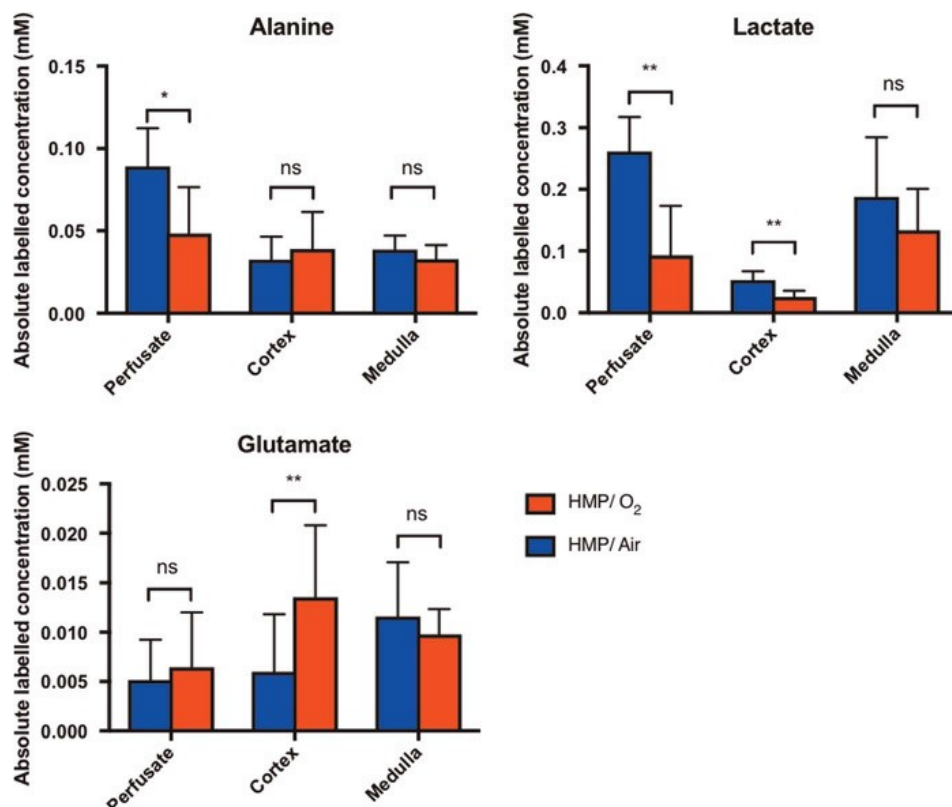 Alanine
Absolute labelled concentration (mM)
0.15
0.10
0.05
0.00
*
ns
ns
Perfusate
Cortex
Medulla
Lactate
Absolute labelled concentration (mM)
0.4
0.3
0.2
0.1
0.0
**
**
ns
Perfusate
Cortex
Medulla
Glutamate
Absolute labelled concentration (mM)
0.025
0.020
0.015
0.010
0.005
0.000
ns
**
ns
Perfusate
Cortex
Medulla
HMP/ O₂
HMP/ Air